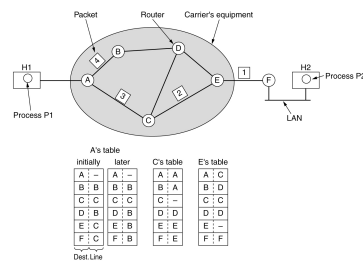 Packet Router Carrier's equipment
H1 H2
Process P1 Process P2
A B C D E F
4 3 2 1
LAN
A's table
initially later C's table E's table
A – A – A A A C
B B B B B A B D
C C C C C – C C
D B D B D D D D
E C E B E E E –
F C F B F E F F
Dest. Line